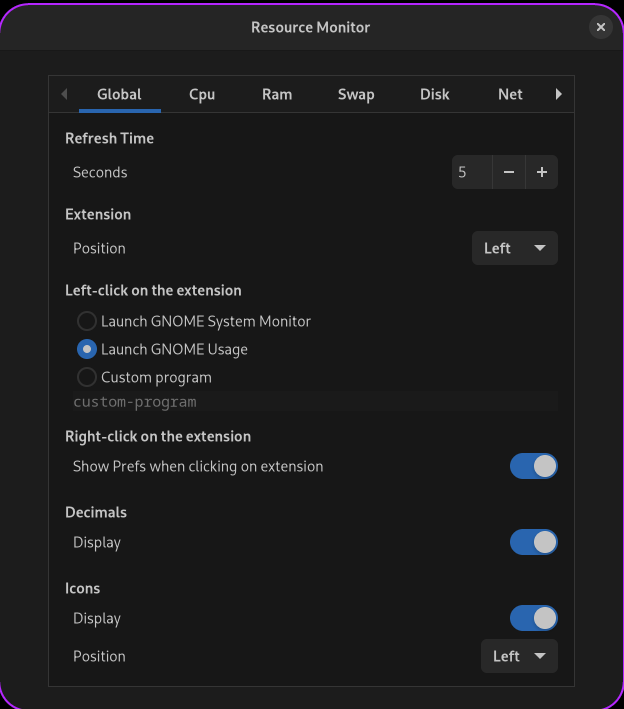 Resource Monitor
Global Cpu Ram Swap Disk Net
Refresh Time
Seconds 5 − +
Extension
Position Left
Left-click on the extension
Launch GNOME System Monitor
Launch GNOME Usage
Custom program
custom-program
Right-click on the extension
Show Prefs when clicking on extension
Decimals
Display
Icons
Display
Position Left